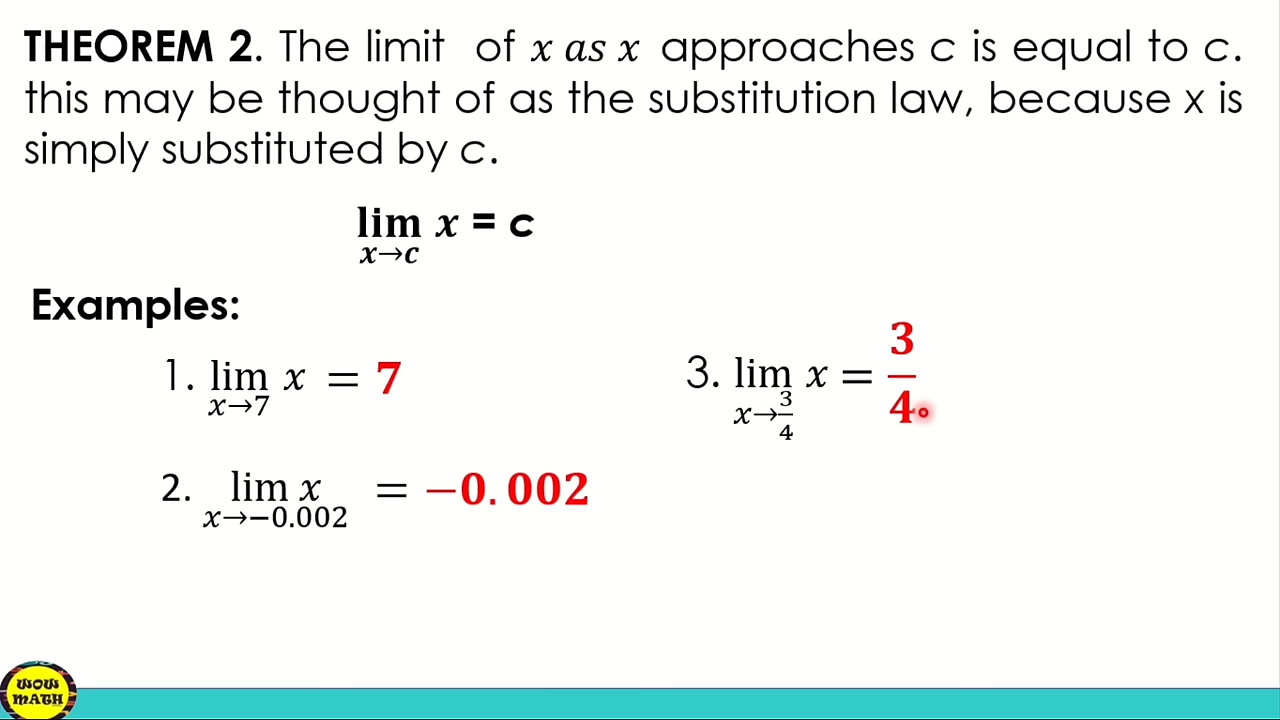 THEOREM 2. The limit of x as x approaches c is equal to c.
this may be thought of as the substitution law, because x is
simply substituted by c.
lim x = c
x→c
Examples:
1. lim x = 7
x→7
2. lim x = −0.002
x→−0.002
3. lim x = 3/4
x→3/4
WOW
MATH